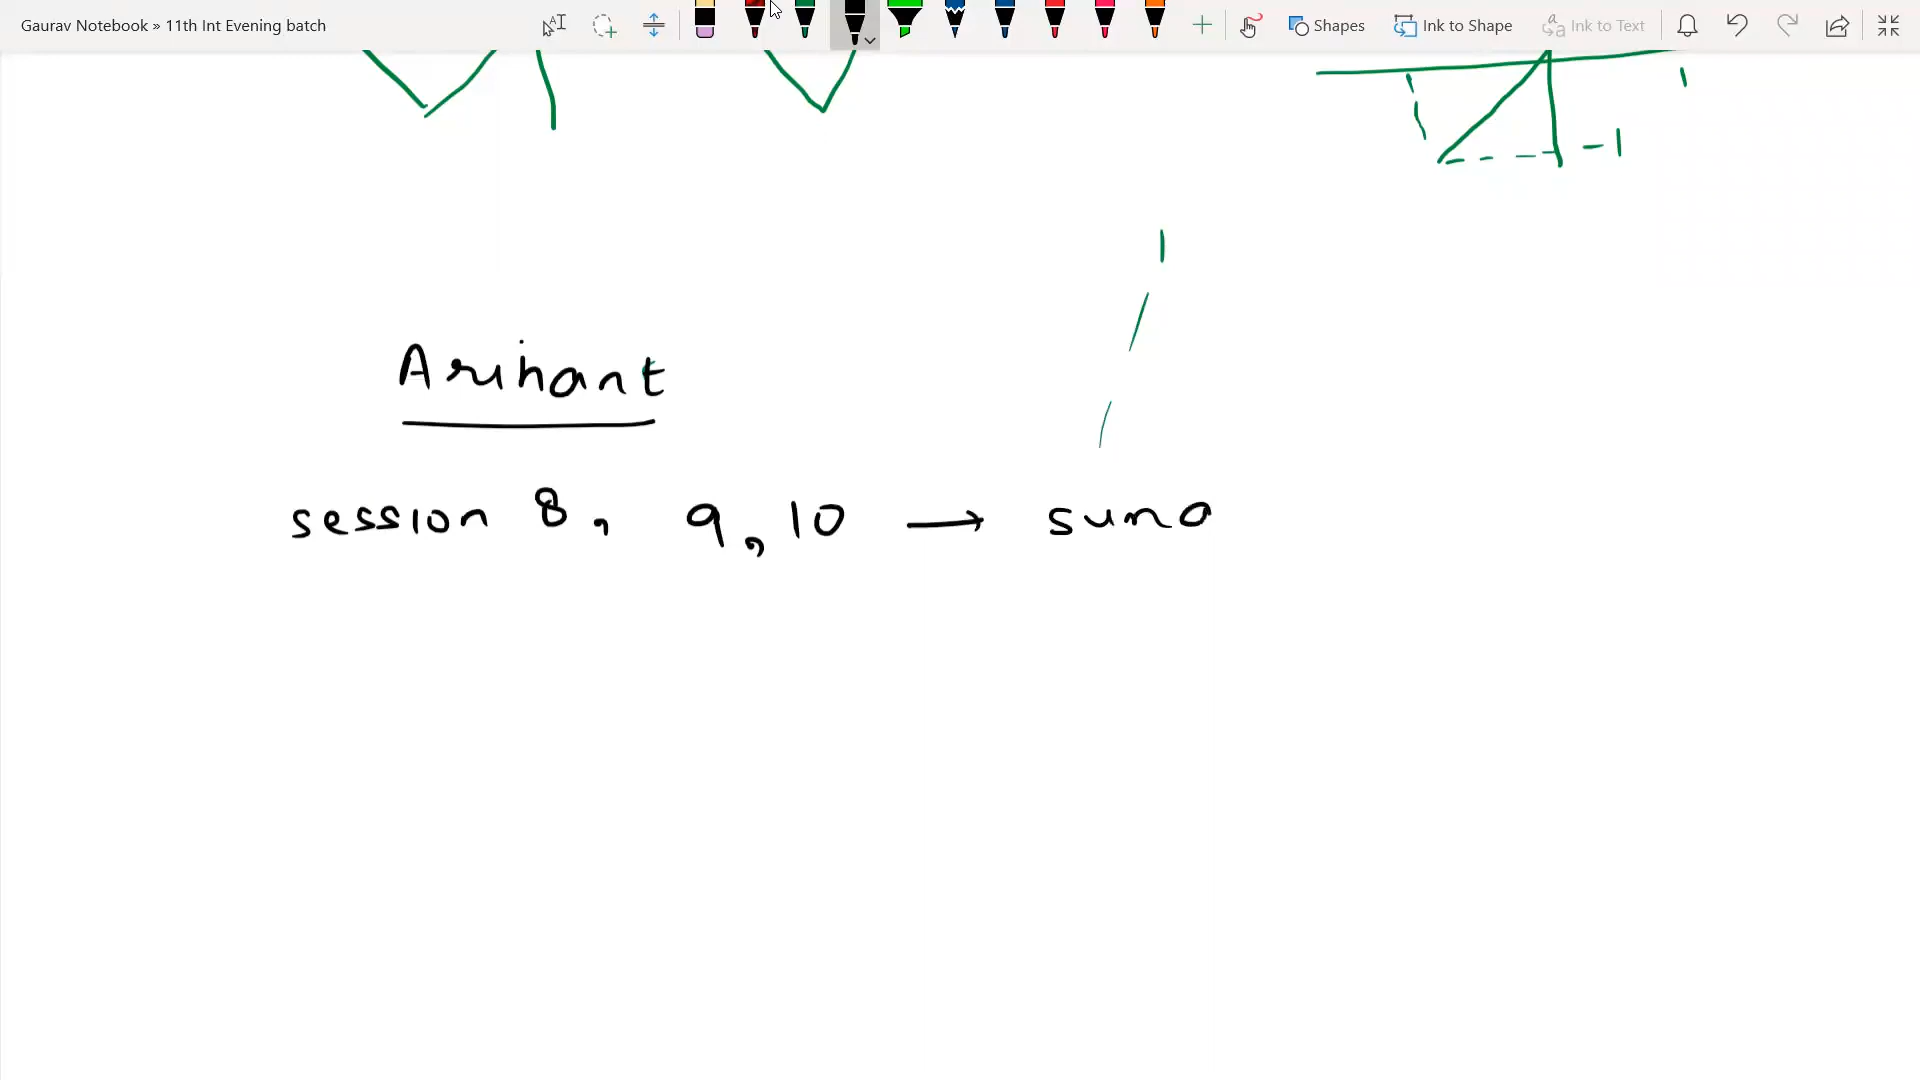 Gaurav Notebook » 11th Int Evening batch
Shapes
Ink to Shape
Ink to Text
-1
Arihant
session 8, 9, 10 → suno